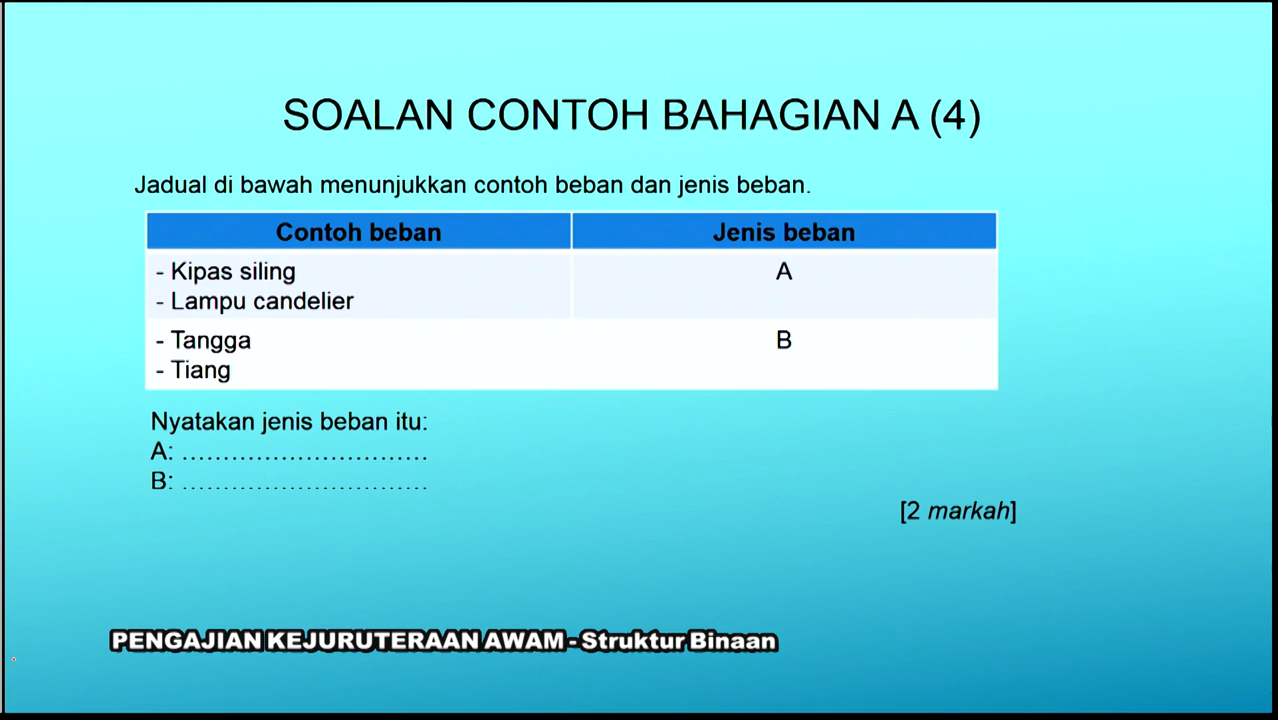 SOALAN CONTOH BAHAGIAN A (4)
Jadual di bawah menunjukkan contoh beban dan jenis beban.
Contoh beban Jenis beban
- Kipas siling A
- Lampu candelier
- Tangga B
- Tiang
Nyatakan jenis beban itu:
A: ..............................
B: ..............................
[2 markah]
PENGAJIAN KEJURUTERAAN AWAM - Struktur Binaan